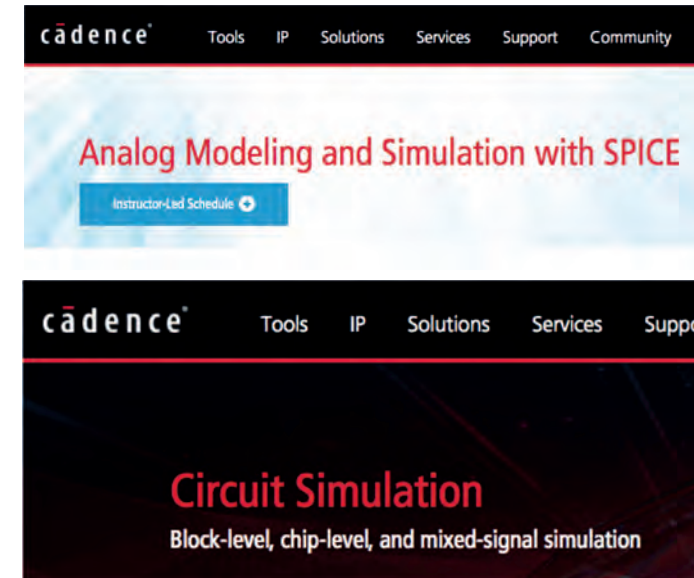 cādence® Tools IP Solutions Services Support Community
Analog Modeling and Simulation with SPICE
Instructor-Led Schedule
cādence® Tools IP Solutions Services Suppo
Circuit Simulation
Block-level, chip-level, and mixed-signal simulation